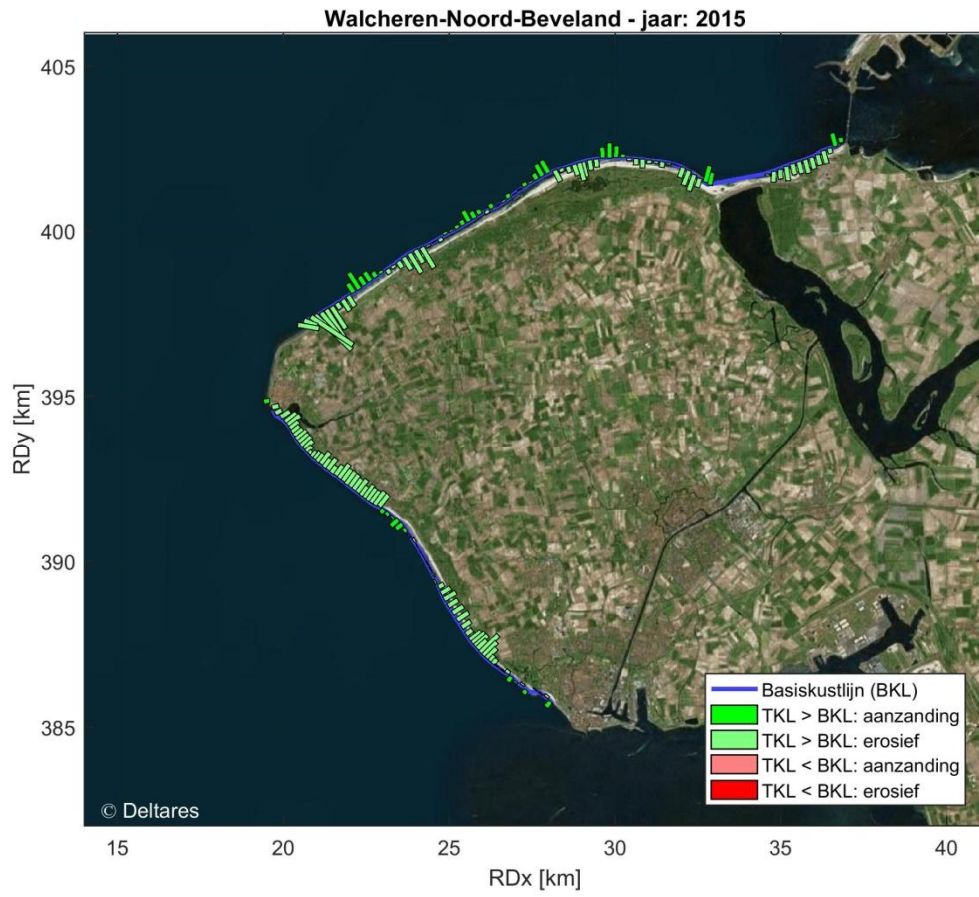 Walcheren-Noord-Beveland - jaar: 2015
405
400
395
390
385
RDy [km]
15
20
25
30
35
40
RDx [km]
Basiskustlijn (BKL)
TKL > BKL: aanzanding
TKL > BKL: erosief
TKL < BKL: aanzanding
TKL < BKL: erosief
© Deltares